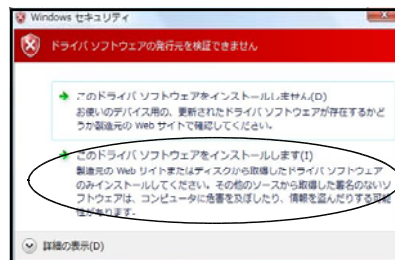 Windows セキュリティ
ドライバ ソフトウェアの発行元を検証できません
このドライバ ソフトウェアをインストールしません(D)
お使いのデバイス用の、更新されたドライバ ソフトウェアが存在するかど
うか製造元の Web サイトで確認してください。
このドライバ ソフトウェアをインストールします(I)
製造元の Web サイトまたはディスクから取得したドライバ ソフトウェア
のみインストールしてください。その他のソースから取得した署名のないソ
フトウェアは、コンピュータに危害を及ぼしたり、情報を盗んだりする可能
性があります。
詳細の表示(D)